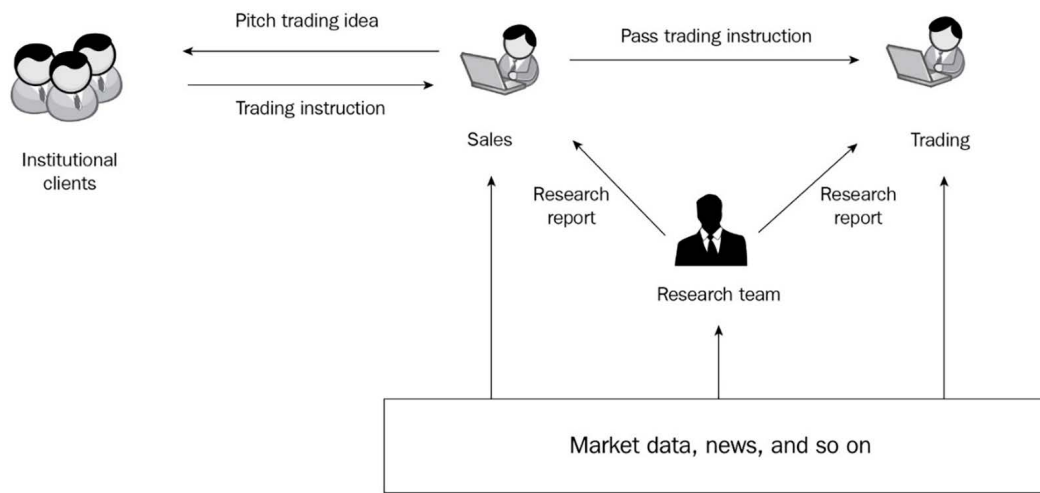 Pitch trading idea
Pass trading instruction
Trading instruction
Sales
Trading
Institutional
clients
Research
report
Research
report
Research team
Market data, news, and so on